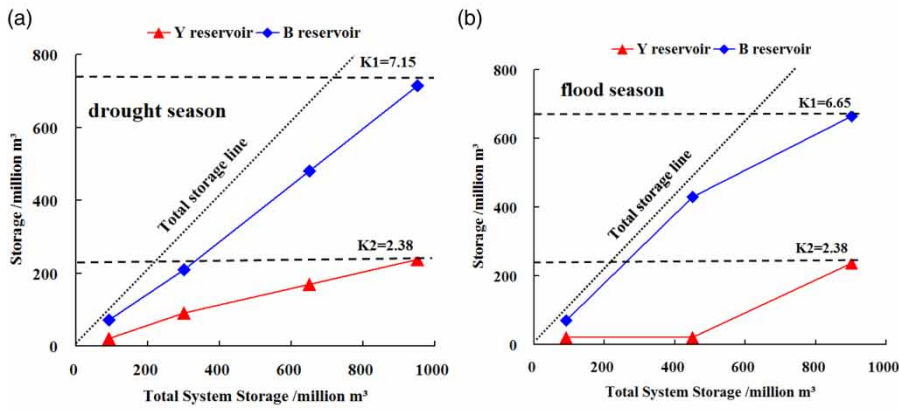 (a)
Y reservoir B reservoir
800
600
400
200
0
Storage /million m³
K1=7.15
drought season
Total storage line
K2=2.38
0 200 400 600 800 1000
Total System Storage /million m³
(b)
Y reservoir B reservoir
800
600
400
200
0
Storage /million m³
flood season
K1=6.65
Total storage line
K2=2.38
0 200 400 600 800 1000
Total System Storage /million m³